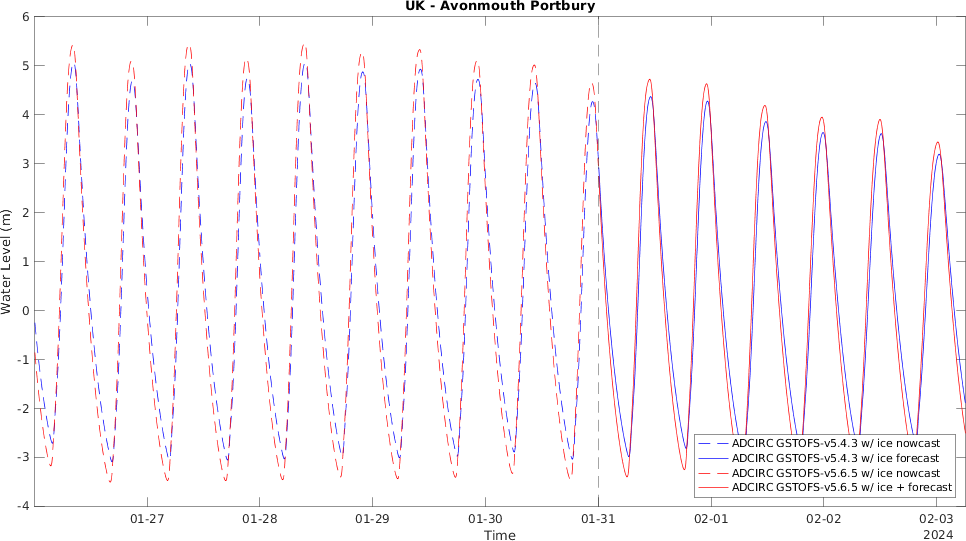 UK - Avonmouth Portbury
6
5
4
3
2
1
0
-1
-2
-3
-4
Water Level (m)
01-27
01-28
01-29
01-30
01-31
02-01
02-02
02-03
2024
Time
ADCIRC GSTOFS-v5.4.3 w/ ice nowcast
ADCIRC GSTOFS-v5.4.3 w/ ice forecast
ADCIRC GSTOFS-v5.6.5 w/ ice nowcast
ADCIRC GSTOFS-v5.6.5 w/ ice + forecast